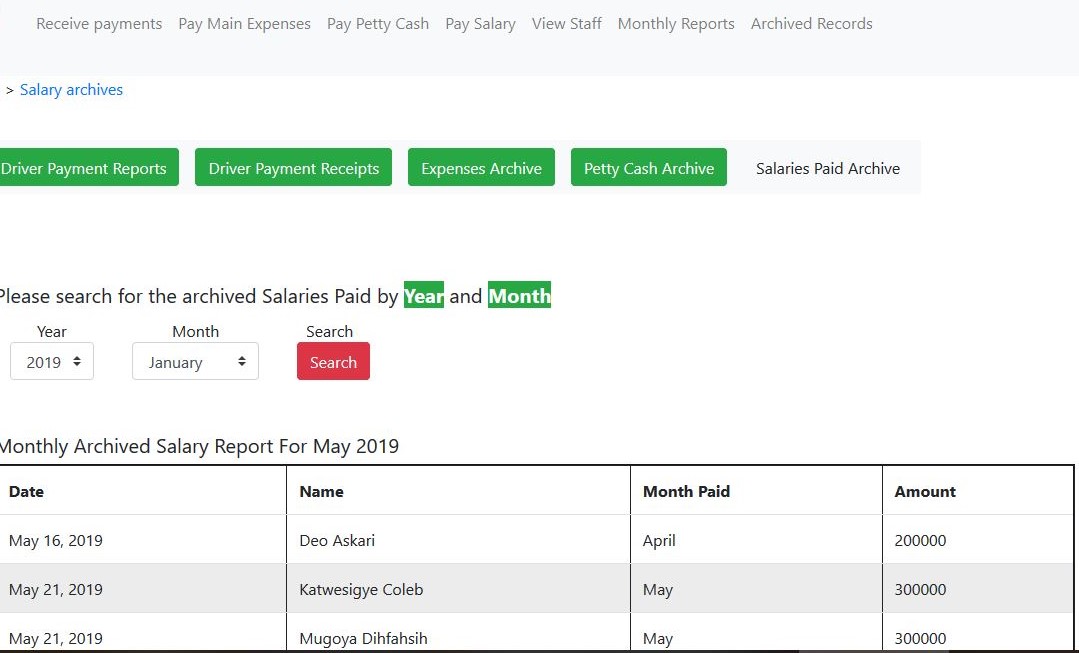 Receive payments Pay Main Expenses Pay Petty Cash Pay Salary View Staff Monthly Reports Archived Records
> Salary archives
Driver Payment Reports Driver Payment Receipts Expenses Archive Petty Cash Archive Salaries Paid Archive
Please search for the archived Salaries Paid by Year and Month
Year Month Search
2019 January Search
Monthly Archived Salary Report For May 2019
Date Name Month Paid Amount
May 16, 2019 Deo Askari April 200000
May 21, 2019 Katwesigye Coleb May 300000
May 21, 2019 Mugoya Dihfahsih May 300000